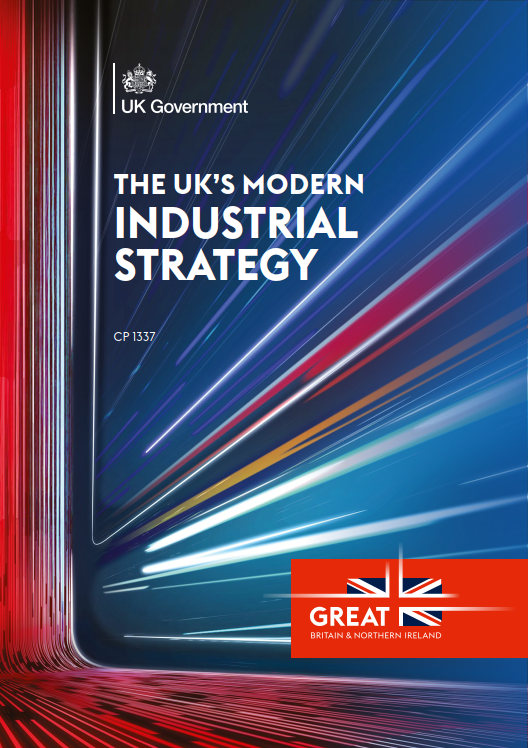 UK Government
THE UK'S MODERN
INDUSTRIAL
STRATEGY
CP 1337
GREAT
BRITAIN & NORTHERN IRELAND